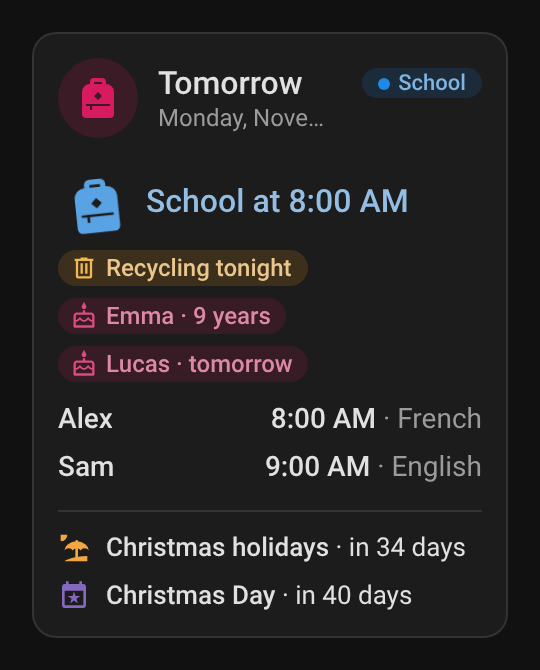 Tomorrow
School
Monday, Nove…
School at 8:00 AM
Recycling tonight
Emma · 9 years
Lucas · tomorrow
Alex 8:00 AM · French
Sam 9:00 AM · English
Christmas holidays · in 34 days
Christmas Day · in 40 days